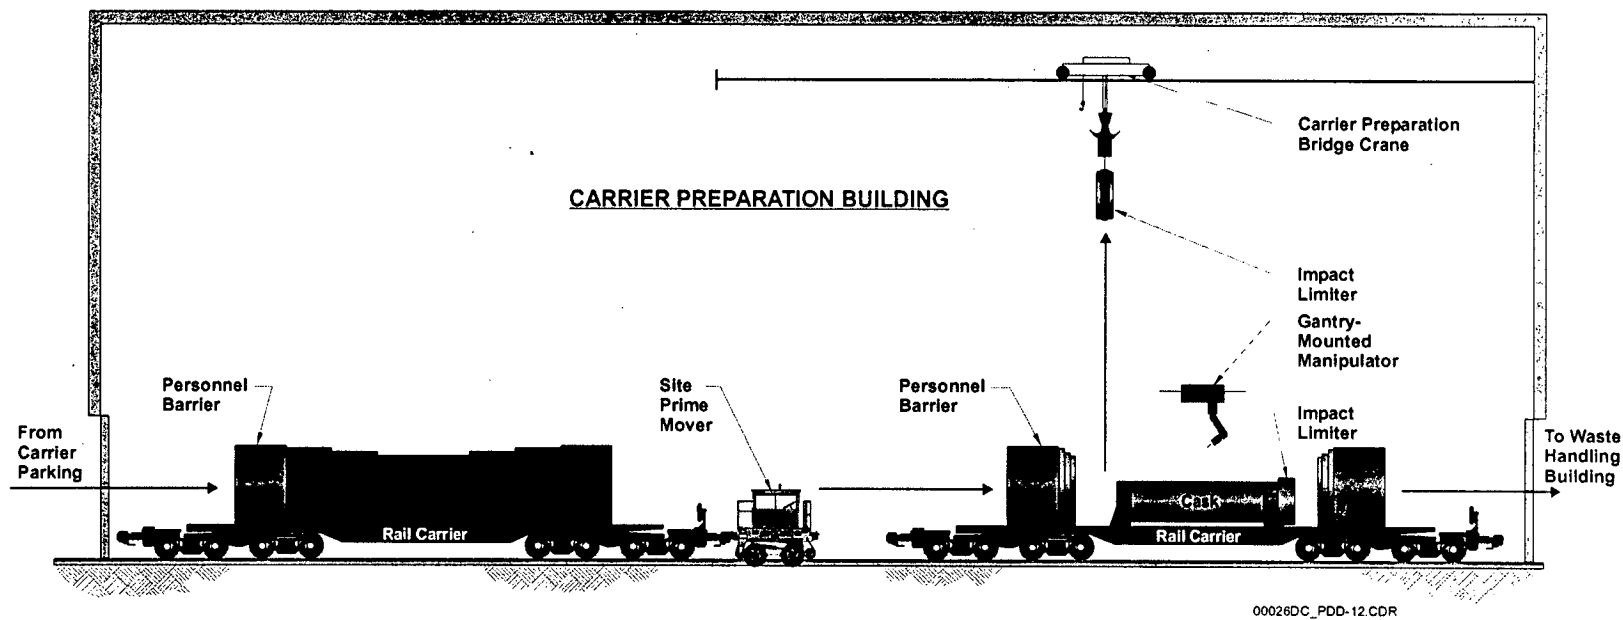 Carrier Preparation
Bridge Crane
CARRIER PREPARATION BUILDING
Impact
Limiter
Gantry-
Mounted
Manipulator
Personnel
Barrier
Site
Prime
Mover
Personnel
Barrier
Impact
Limiter
From
Carrier
Parking
To Waste
Handling
Building
Cask
Rail Carrier
Rail Carrier
00026DC_PDD-12.CDR